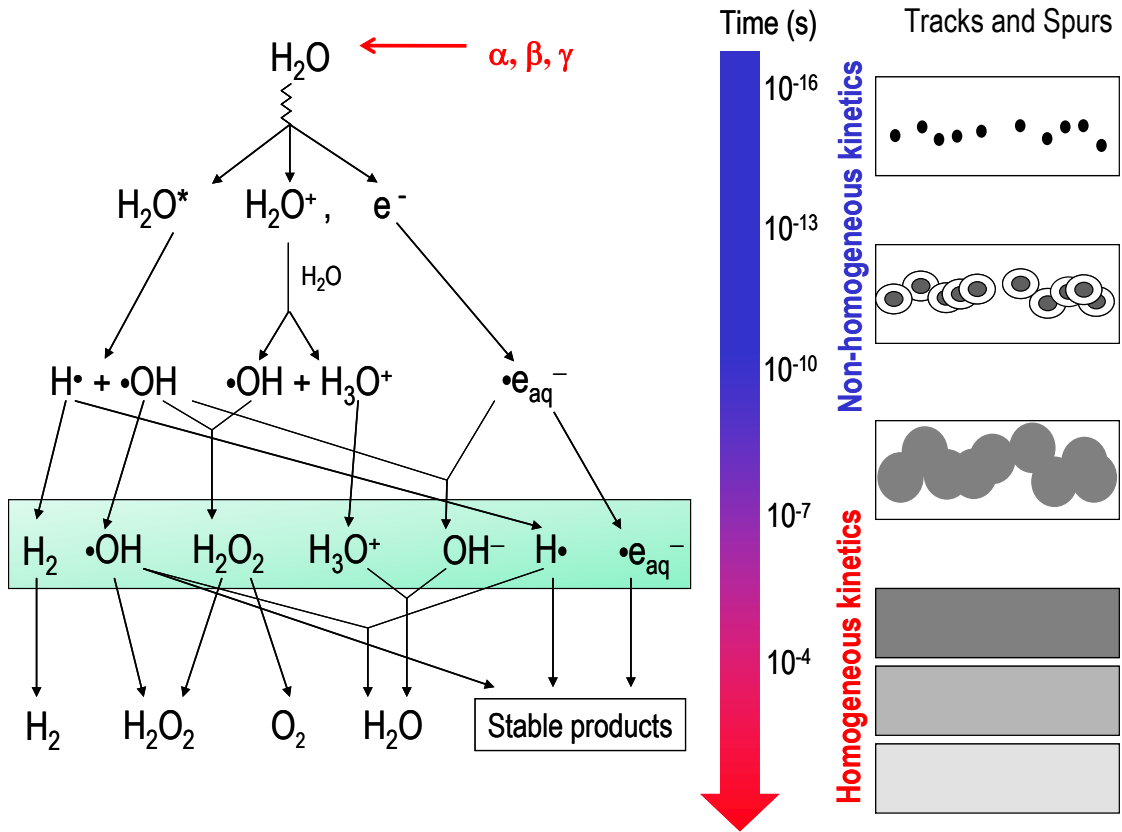 Time (s)
Tracks and Spurs
H₂O
α, β, γ
10⁻¹⁶
H₂O*
H₂O⁺ ,
e⁻
10⁻¹³
H₂O
Non-homogeneous kinetics
10⁻¹⁰
H• + •OH
•OH + H₃O⁺
•eaq⁻
10⁻⁷
H₂
•OH
H₂O₂
H₃O⁺
OH⁻
H•
•eaq⁻
Homogeneous kinetics
10⁻⁴
H₂
H₂O₂
O₂
H₂O
Stable products